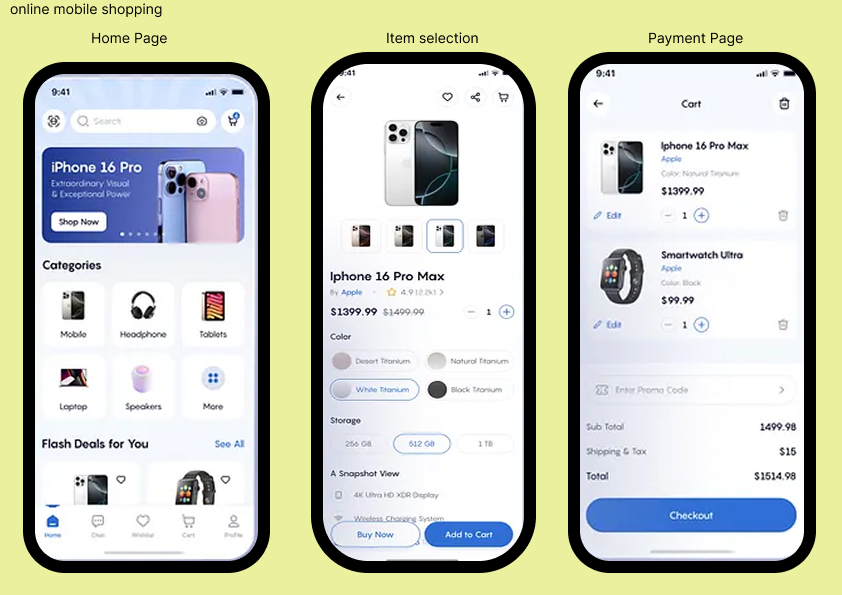 online mobile shopping
Home Page
9:41
Search
iPhone 16 Pro
Extraordinary Visual
& Exceptional Power
Shop Now
Categories
Mobile
Headphone
Tablets
Laptop
Speakers
More
Flash Deals for You
See All
Home
Chat
Wishlist
Cart
Profile
Item selection
9:41
Iphone 16 Pro Max
By Apple
4.9 (2.2k)
$1399.99 $1499.99
1
Color
Desert Titanium
Natural Titanium
White Titanium
Black Titanium
Storage
256 GB
512 GB
1 TB
A Snapshot View
4K Ultra HD XDR Display
Wireless Charging System
Buy Now
Add to Cart
Payment Page
9:41
Cart
Iphone 16 Pro Max
Apple
Color: Natural Titanium
$1399.99
Edit
1
Smartwatch Ultra
Apple
Color: Black
$99.99
Edit
1
Enter Promo Code
Sub Total 1499.98
Shipping & Tax $15
Total $1514.98
Checkout